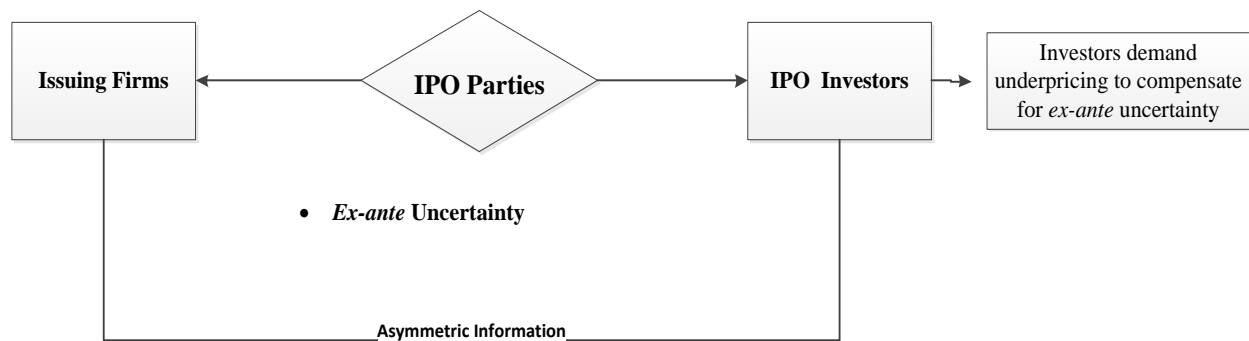 Issuing Firms
IPO Parties
IPO Investors
Investors demand
underpricing to compensate
for ex-ante uncertainty
• Ex-ante Uncertainty
Asymmetric Information